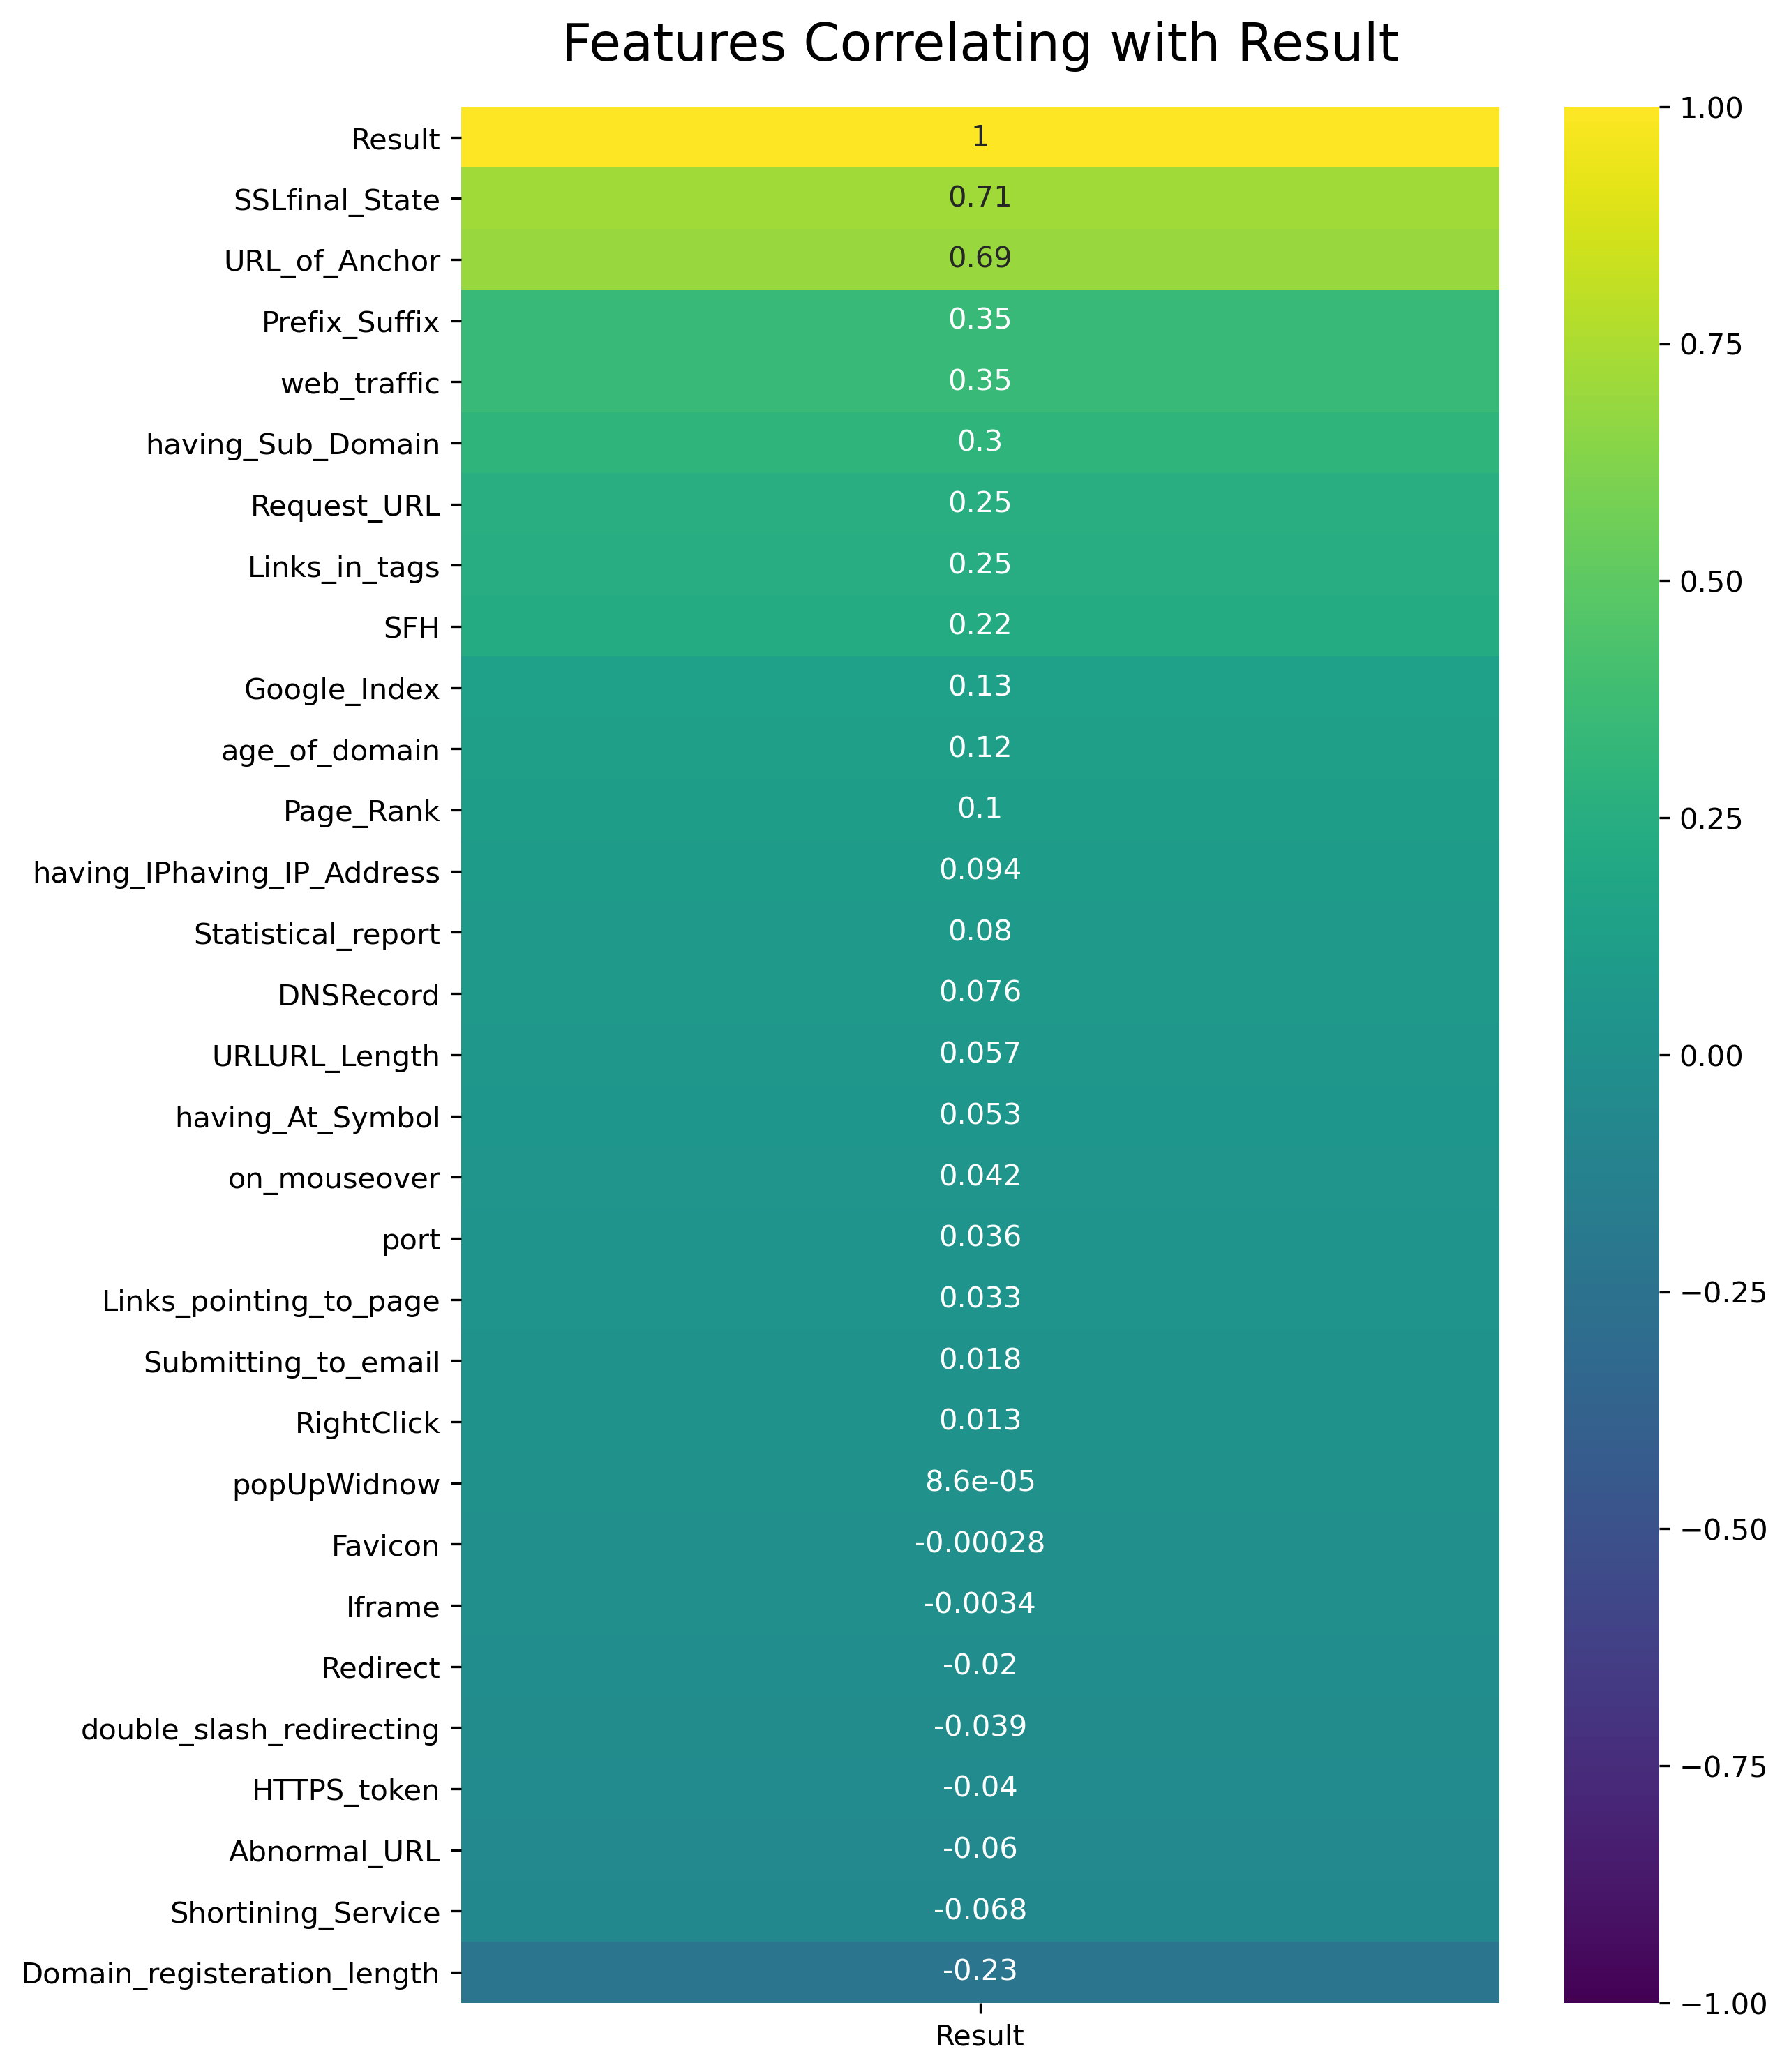 Features Correlating with Result
Result 1
SSLfinal_State 0.71
URL_of_Anchor 0.69
Prefix_Suffix 0.35
web_traffic 0.35
having_Sub_Domain 0.3
Request_URL 0.25
Links_in_tags 0.25
SFH 0.22
Google_Index 0.13
age_of_domain 0.12
Page_Rank 0.1
having_IPhaving_IP_Address 0.094
Statistical_report 0.08
DNSRecord 0.076
URLURL_Length 0.057
having_At_Symbol 0.053
on_mouseover 0.042
port 0.036
Links_pointing_to_page 0.033
Submitting_to_email 0.018
RightClick 0.013
popUpWidnow 8.6e-05
Favicon -0.00028
Iframe -0.0034
Redirect -0.02
double_slash_redirecting -0.039
HTTPS_token -0.04
Abnormal_URL -0.06
Shortining_Service -0.068
Domain_registeration_length -0.23
Result
1.00
0.75
0.50
0.25
0.00
−0.25
−0.50
−0.75
−1.00